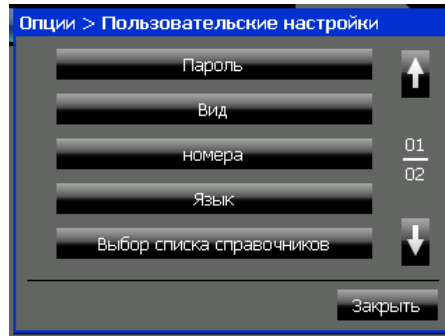 Опции > Пользовательские настройки
Пароль
Вид
номера
01
02
Язык
Выбор списка справочников
Закрыть